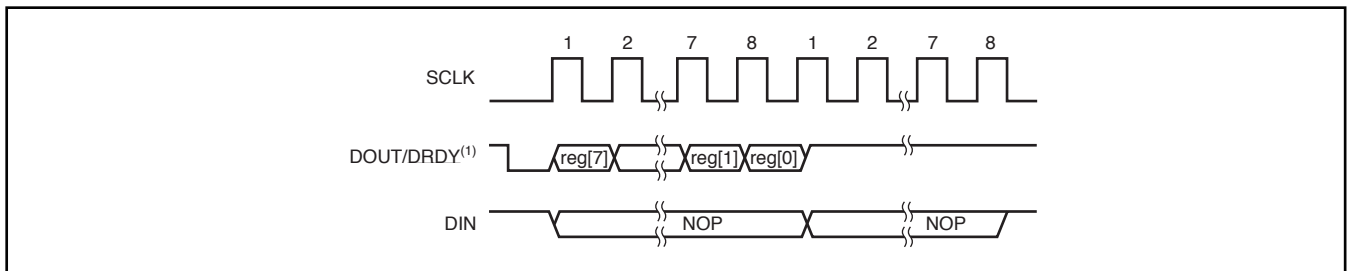 1 2 7 8 1 2 7 8
SCLK
DOUT/DRDY(1)
reg[7] reg[1] reg[0]
DIN
NOP NOP